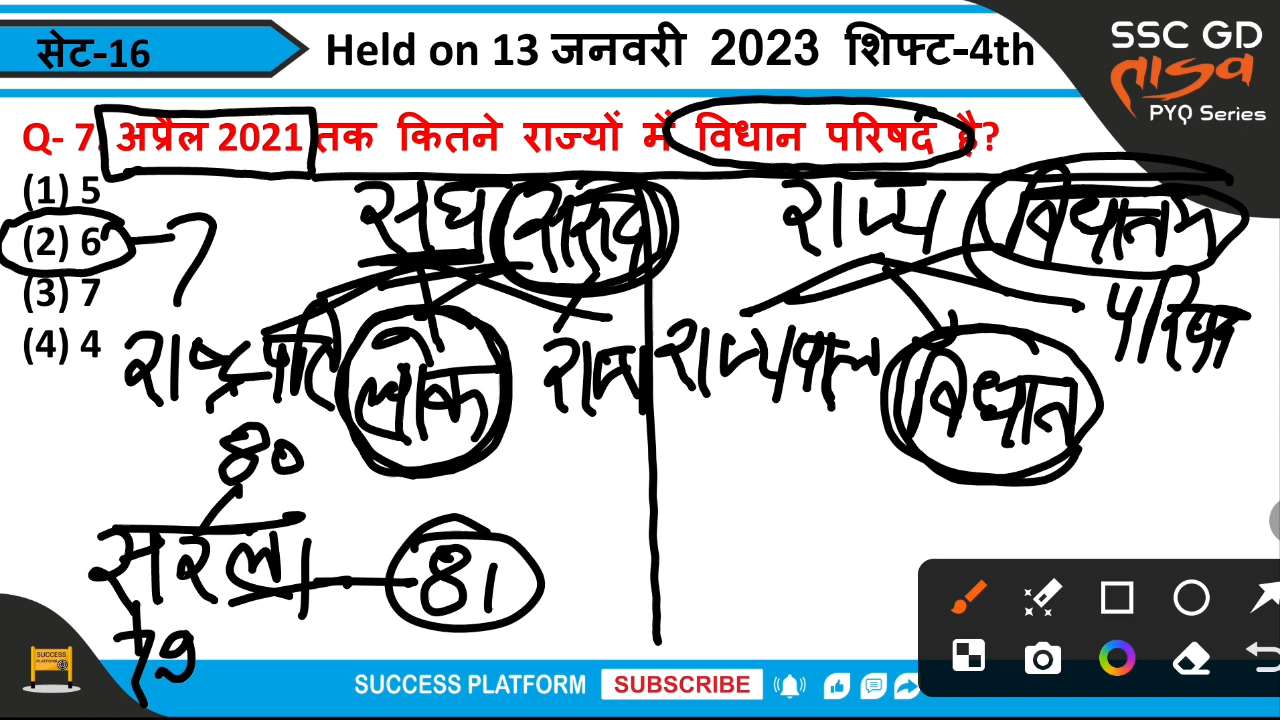 सेट-16
Held on 13 जनवरी 2023 शिफ्ट-4th
SSC GD
ताण्डव
PYQ Series
Q- 7. अप्रैल 2021 तक कितने राज्यों में विधान परिषद है?
(1) 5
(2) 6 7
(3) 7
(4) 4
संघ संसद राज्य विधानम
राष्ट्रपति लोक राज्य राज्यपाल विधान परिषद
80
सरला 81
79
SUCCESS PLATFORM
SUCCESS PLATFORM SUBSCRIBE